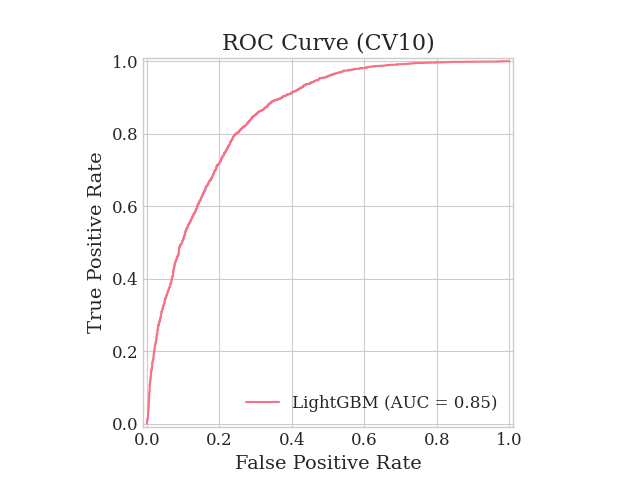 ROC Curve (CV10)
True Positive Rate
1.0
0.8
0.6
0.4
0.2
0.0
LightGBM (AUC = 0.85)
0.0 0.2 0.4 0.6 0.8 1.0
False Positive Rate